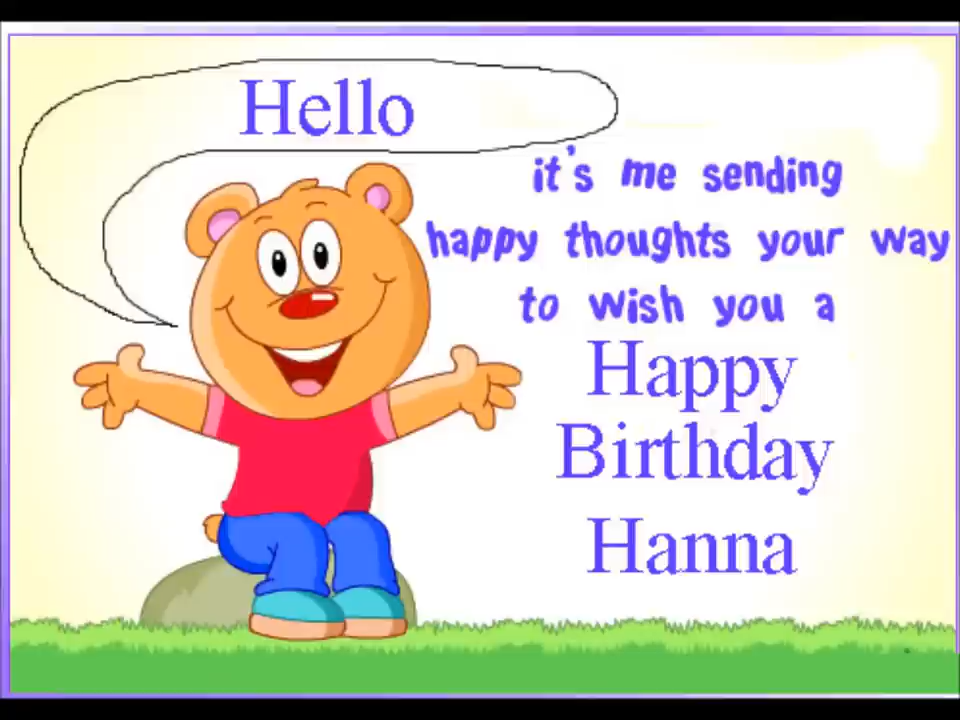 Hello
it's me sending
happy thoughts your way
to wish you a
Happy
Birthday
Hanna